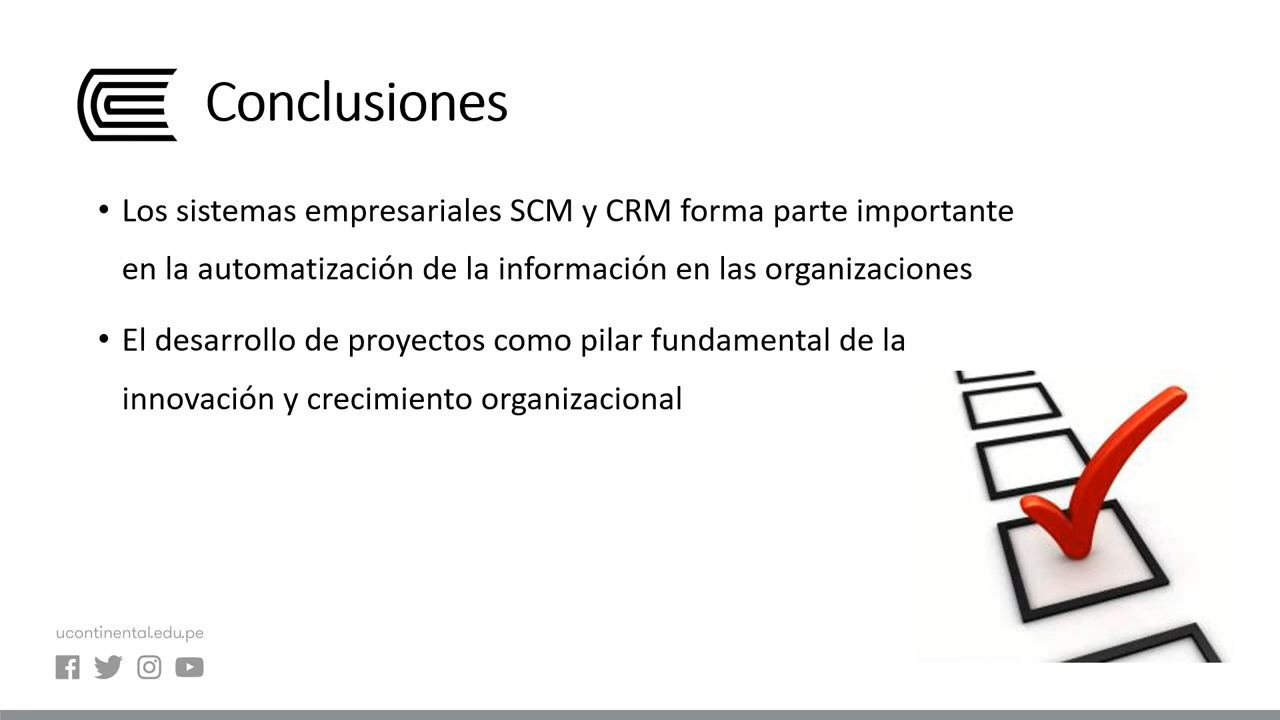 Conclusiones
• Los sistemas empresariales SCM y CRM forma parte importante
en la automatización de la información en las organizaciones
• El desarrollo de proyectos como pilar fundamental de la
innovación y crecimiento organizacional
ucontinental.edu.pe